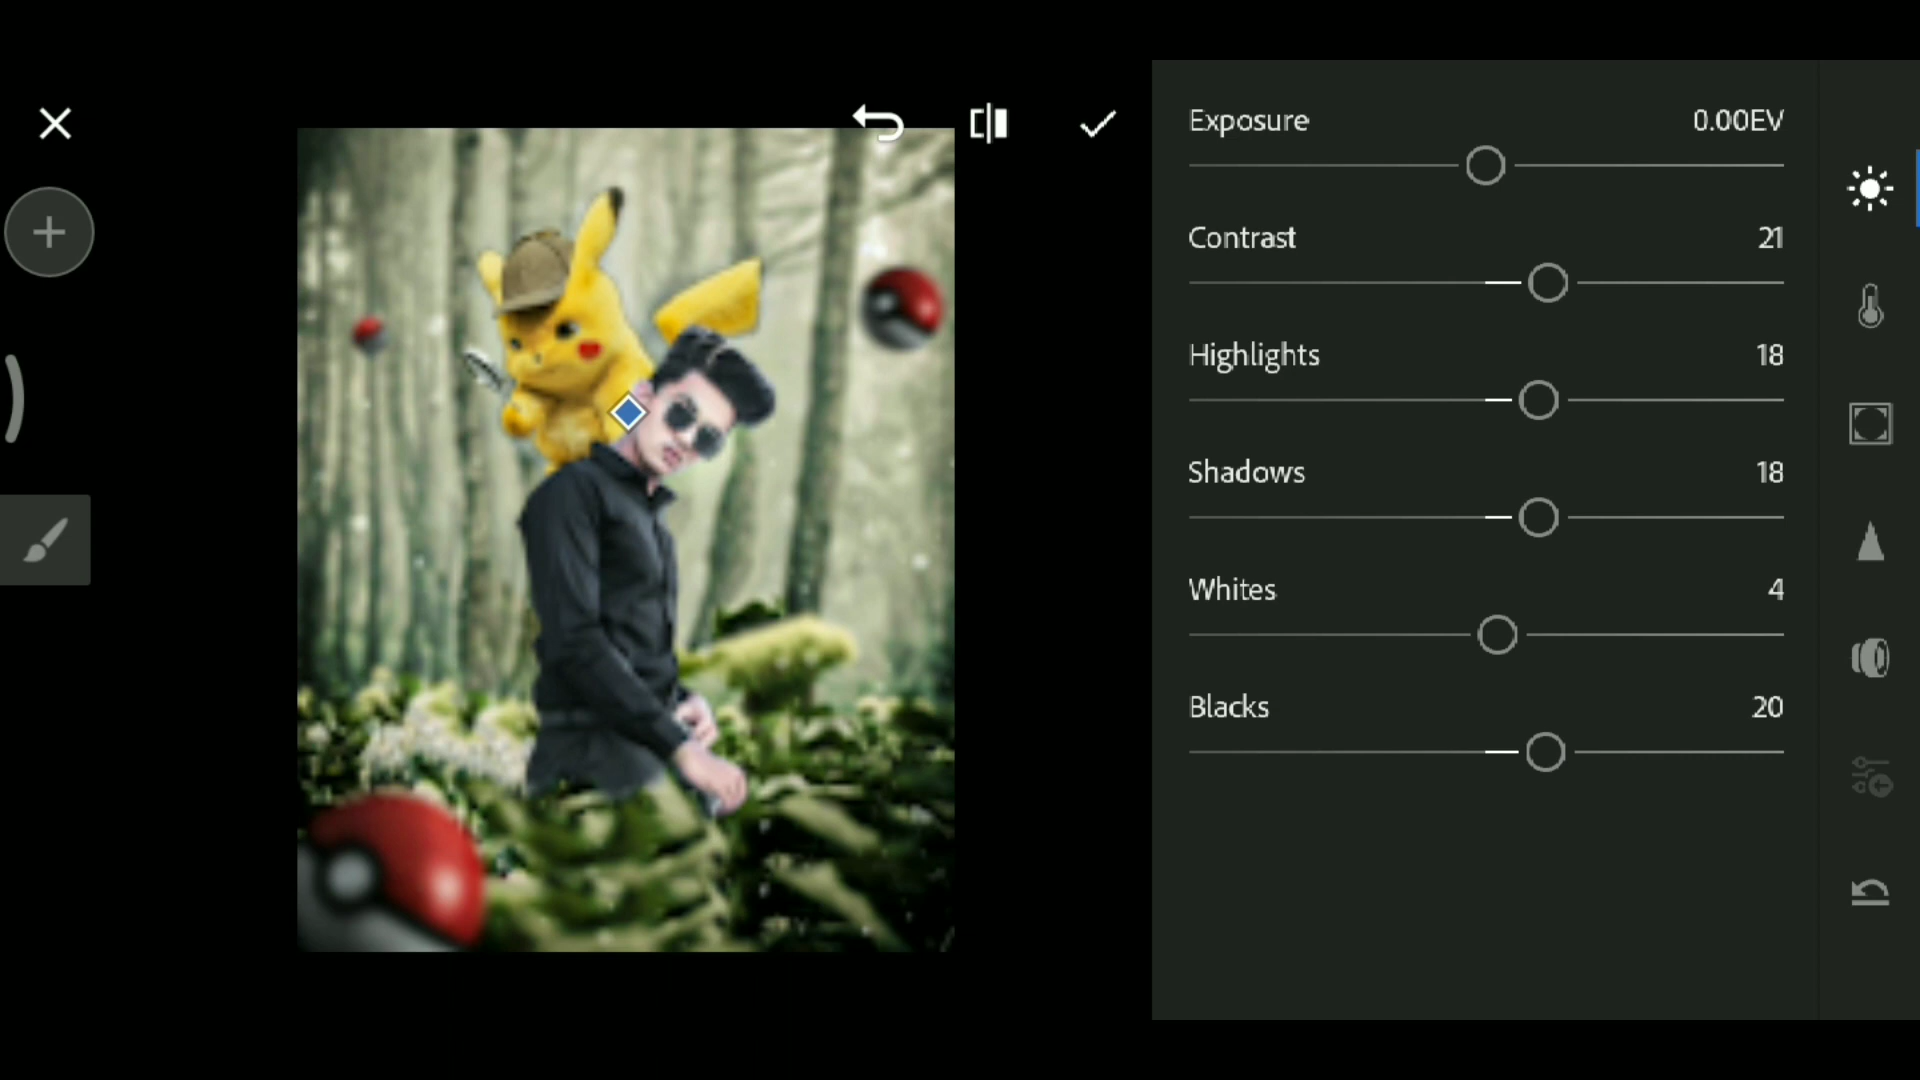 Exposure 0.00EV
Contrast 21
Highlights 18
Shadows 18
Whites 4
Blacks 20